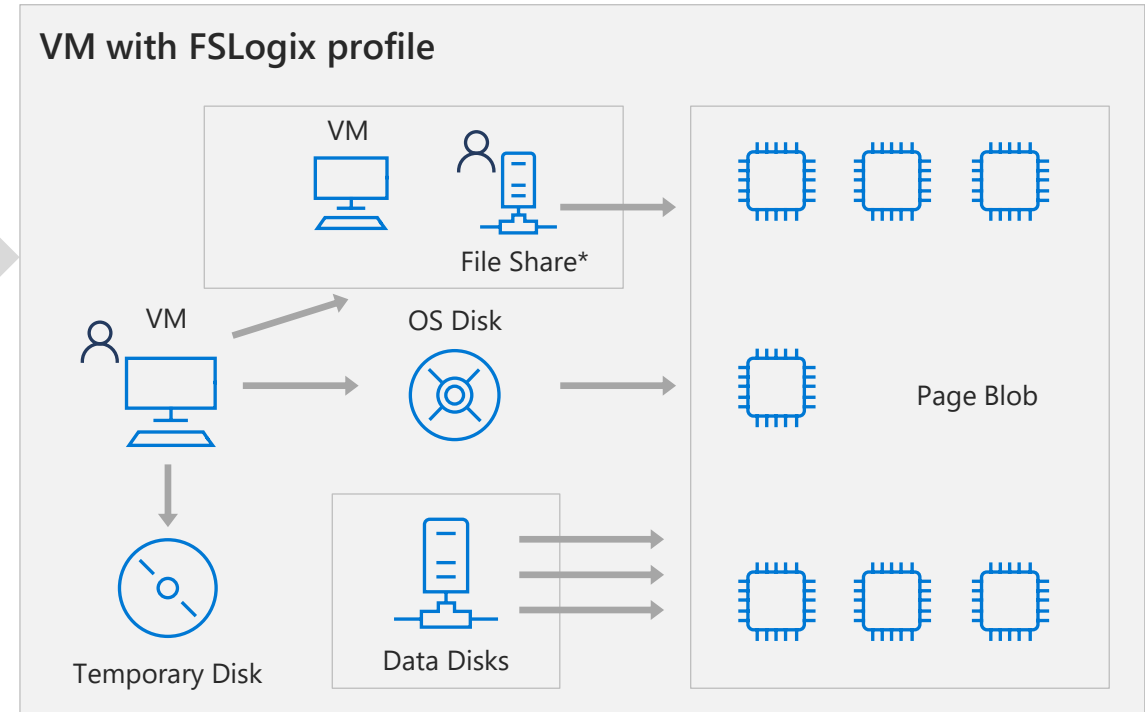 VM with FSLogix profile
VM
File Share*
VM
OS Disk
Page Blob
Data Disks
Temporary Disk